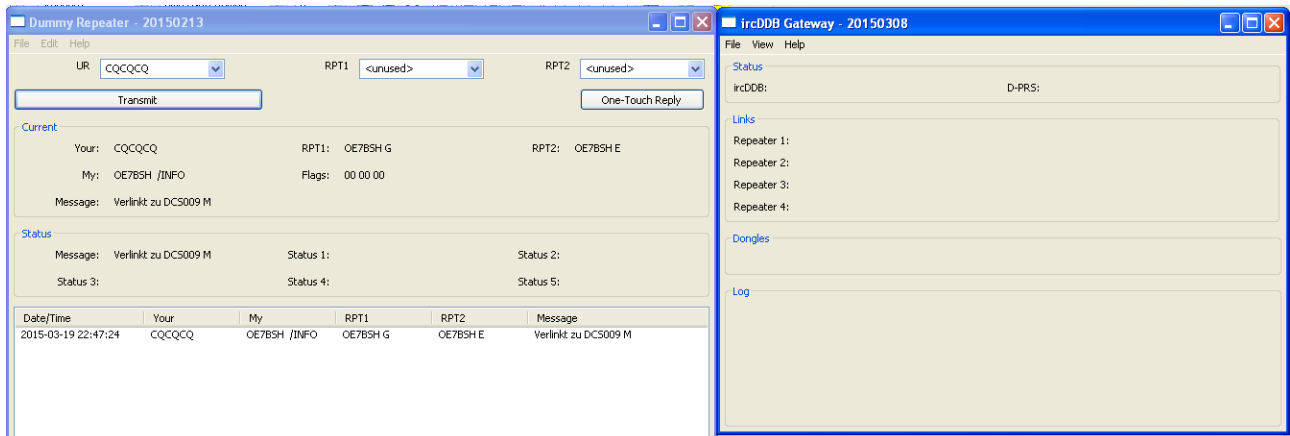 Dummy Repeater - 20150213
File Edit Help
UR CQCQCQ RPT1 <unused> RPT2 <unused>
Transmit One-Touch Reply
Current
Your: CQCQCQ RPT1: OE7BSH G RPT2: OE7BSH E
My: OE7BSH /INFO Flags: 00 00 00
Message: Verlinkt zu DCS009 M
Status
Message: Verlinkt zu DCS009 M Status 1: Status 2:
Status 3: Status 4: Status 5:
Date/Time Your My RPT1 RPT2 Message
2015-03-19 22:47:24 CQCQCQ OE7BSH /INFO OE7BSH G OE7BSH E Verlinkt zu DCS009 M
ircDDB Gateway - 20150308
File View Help
Status
ircDDB: D-PRS:
Links
Repeater 1:
Repeater 2:
Repeater 3:
Repeater 4:
Dongles
Log